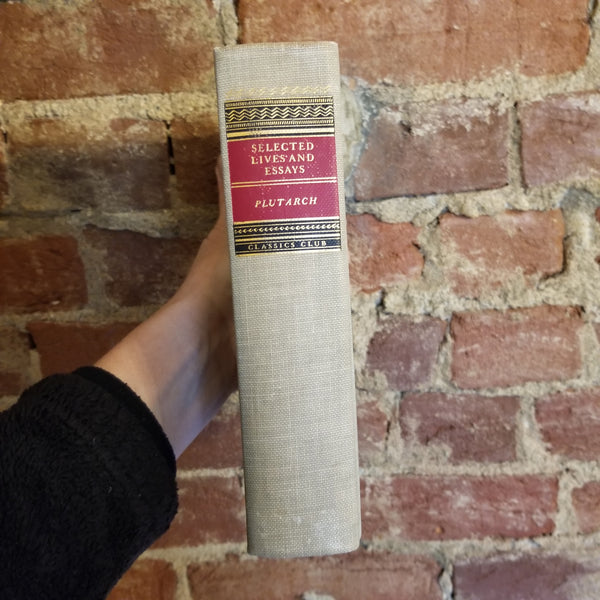 SELECTED
LIVES AND
ESSAYS
PLUTARCH
CLASSICS CLUB